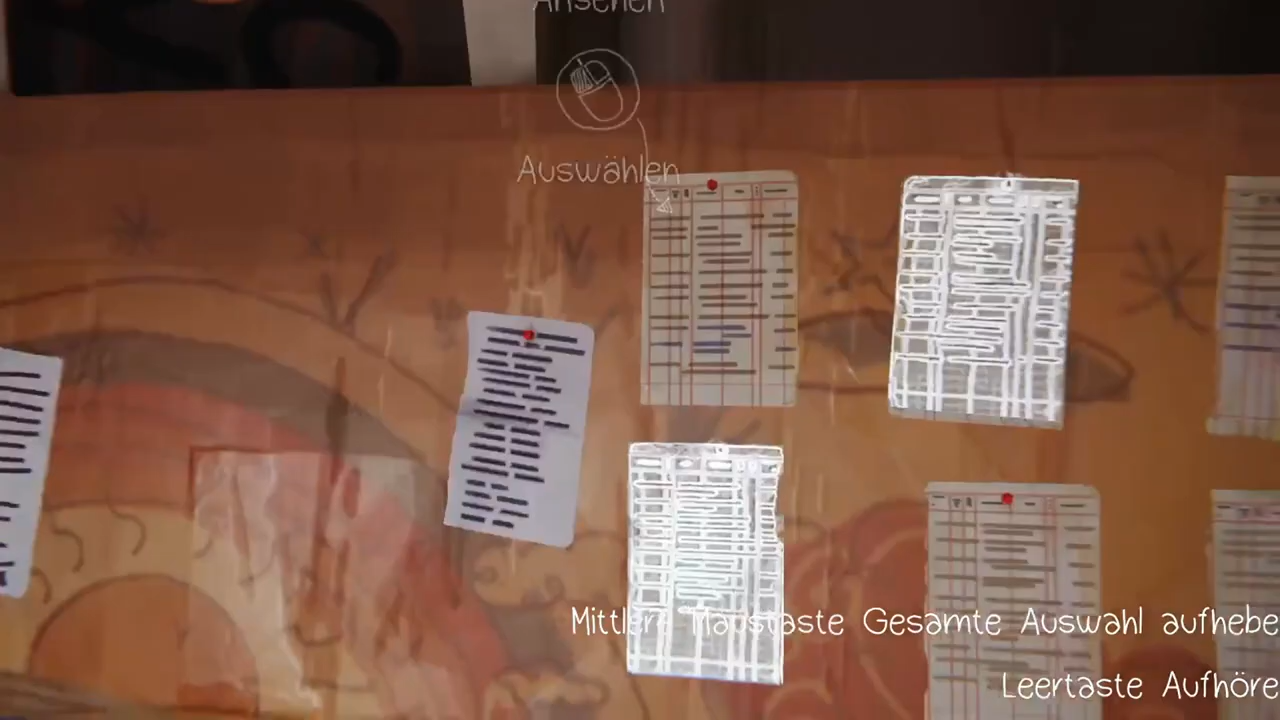 Ansehen
Auswählen
Mittlere Maustaste Gesamte Auswahl aufhebe
Leertaste Aufhöre